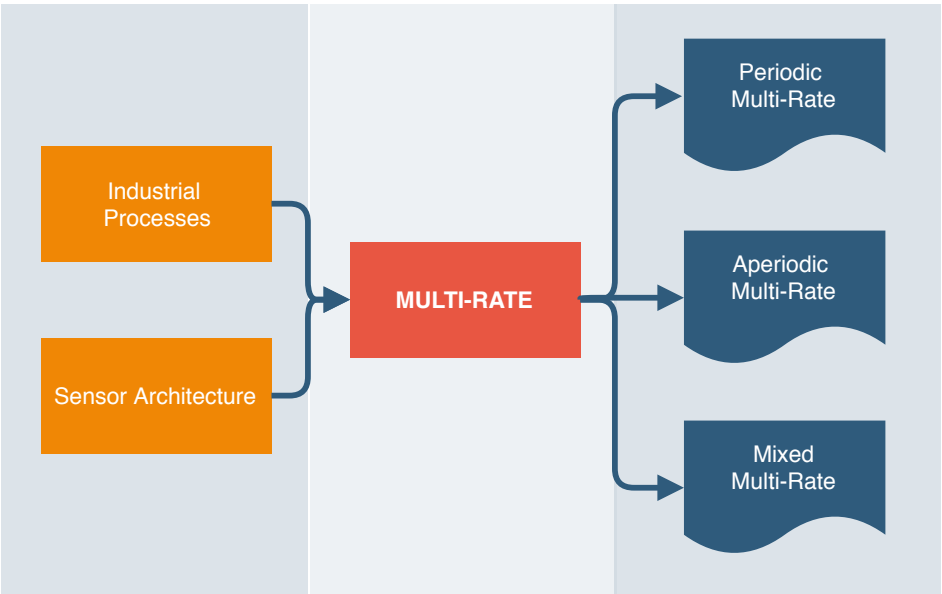 Industrial
Processes
Sensor Architecture
MULTI-RATE
Periodic
Multi-Rate
Aperiodic
Multi-Rate
Mixed
Multi-Rate